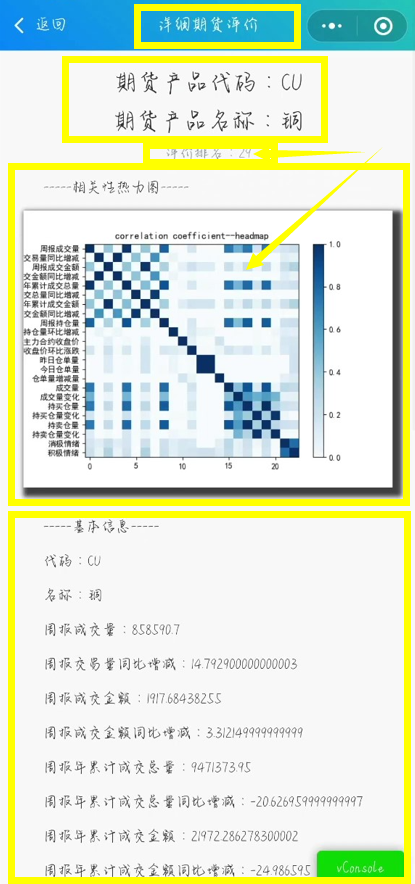 返回
详细期货评价
期货产品代码：CU
期货产品名称：铜
评价排名：29
-----相关性热力图-----
correlation coefficient--headmap
周报成交量
交易量同比增减
周报成交金额
交金额同比增减
年累计成交总量
交总量同比增减
年累计成交金额
交金额同比增减
周报持仓量
持仓量环比增减
主力合约收盘价
收盘价环比涨跌
昨日仓单量
今日仓单量
仓单量增减量
成交量
成交量变化
持买仓量
持买仓量变化
持卖仓量
持卖仓量变化
消极情绪
积极情绪
0 5 10 15 20
1.0
0.8
0.6
0.4
0.2
0.0
-----基本信息-----
代码：CU
名称：铜
周报成交量：858590.7
周报交易量同比增减：14.792900000000003
周报成交金额：1917.68438255
周报成交金额同比增减：3.312149999999999
周报年累计成交总量：9471373.95
周报年累计成交总量同比增减：-20.626959999999997
周报年累计成交金额：21972.286278300002
周报年累计成交金额同比增减：-24.986595
vConsole